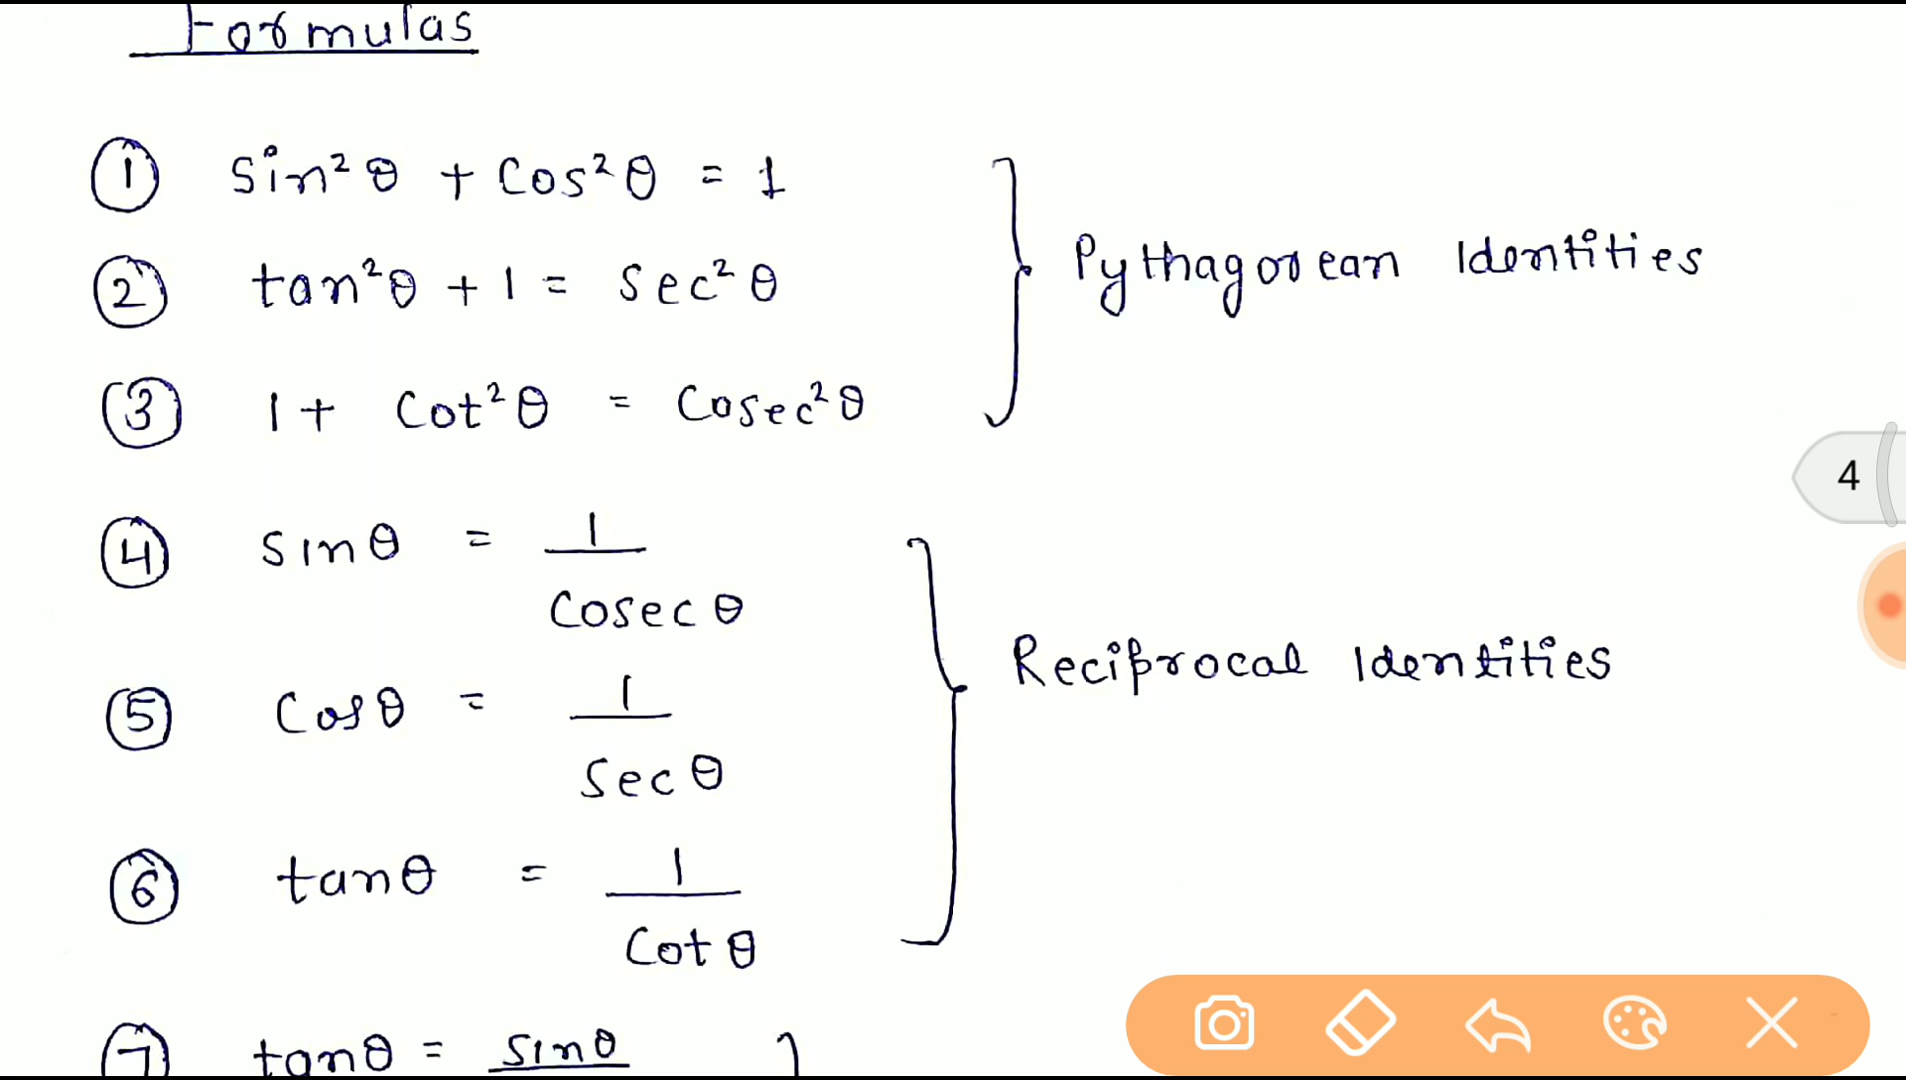 Formulas
① Sin²θ + Cos²θ = 1
② tan²θ + 1 = Sec²θ
③ 1 + Cot²θ = Cosec²θ
Pythagorean Identities
④ Sinθ = 1 / Cosecθ
⑤ Cosθ = 1 / Secθ
⑥ tanθ = 1 / Cotθ
Reciprocal Identities
⑦ tanθ = Sinθ
4